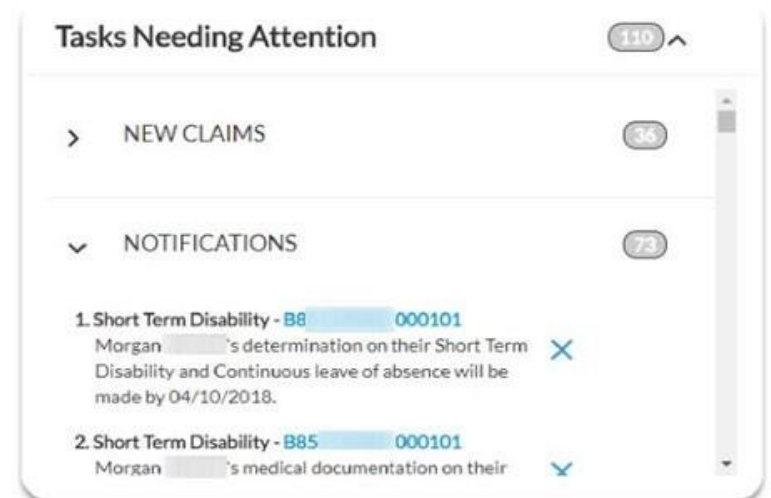 Tasks Needing Attention 110
NEW CLAIMS 36
NOTIFICATIONS 73
1. Short Term Disability - B8 000101
Morgan 's determination on their Short Term
Disability and Continuous leave of absence will be
made by 04/10/2018.
2. Short Term Disability - B85 000101
Morgan 's medical documentation on their